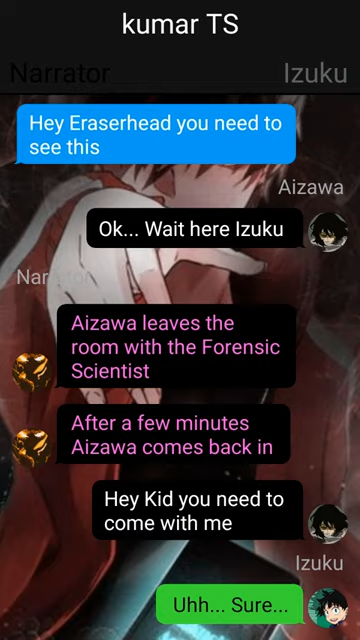 kumar TS
Narrator
Izuku
Hey Eraserhead you need to
see this
Aizawa
Ok... Wait here Izuku
Narrator
Aizawa leaves the
room with the Forensic
Scientist
After a few minutes
Aizawa comes back in
Hey Kid you need to
come with me
Izuku
Uhh... Sure...